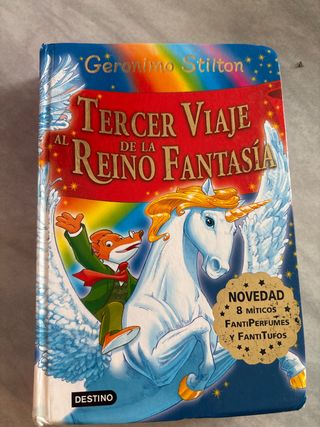 Geronimo Stilton
TERCER VIAJE
AL DE LA
REINO FANTASÍA
NOVEDAD
8 MÍTICOS
FANTIPERFUMES
Y FANTITUFOS
DESTINO